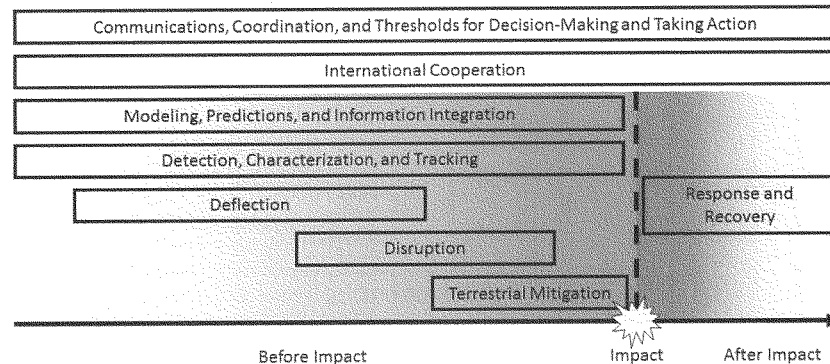 Communications, Coordination, and Thresholds for Decision-Making and Taking Action
International Cooperation
Modeling, Predictions, and Information Integration
Detection, Characterization, and Tracking
Deflection
Response and
Recovery
Disruption
Terrestrial Mitigation
Before Impact
Impact
After Impact